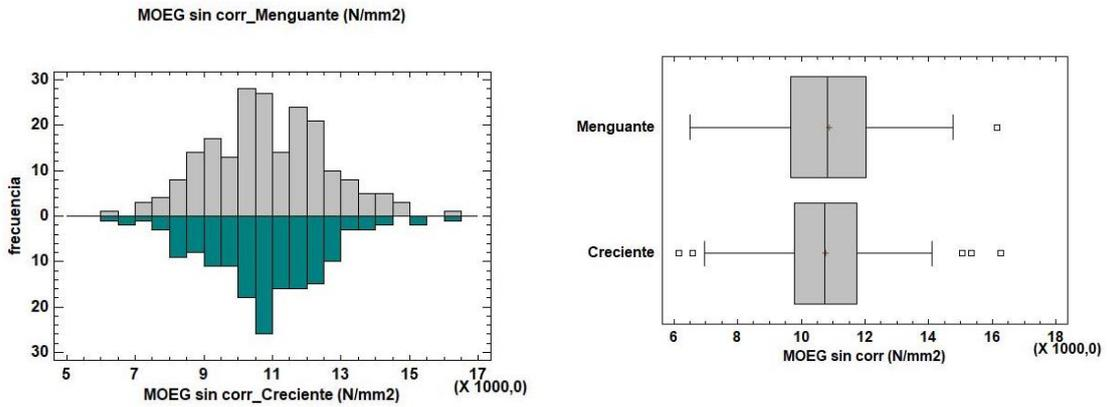 MOEG sin corr_Menguante (N/mm2)
frecuencia
30
20
10
0
10
20
30
5 7 9 11 13 15 17
(X 1000,0)
MOEG sin corr_Creciente (N/mm2)
Menguante
Creciente
6 8 10 12 14 16 18
(X 1000,0)
MOEG sin corr (N/mm2)